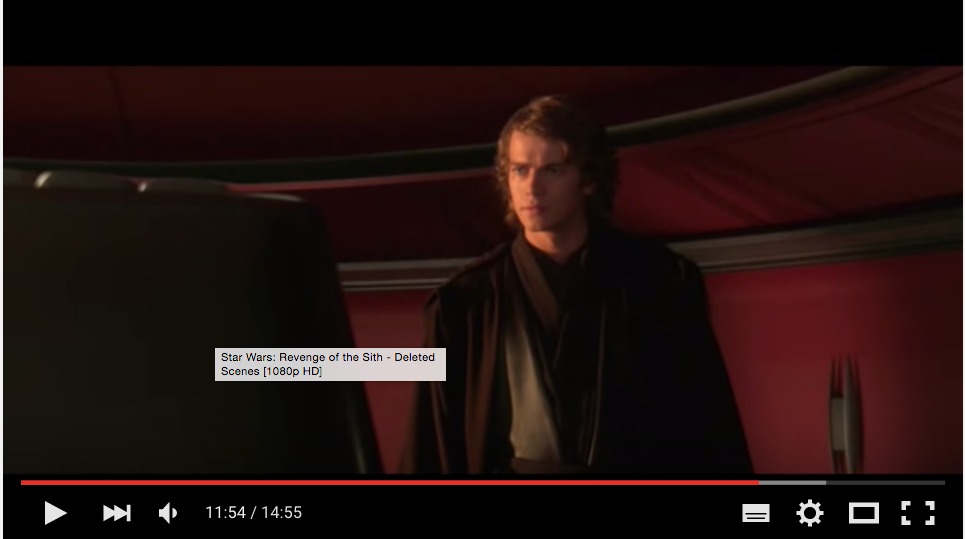 Star Wars: Revenge of the Sith - Deleted
Scenes [1080p HD]
11:54 / 14:55